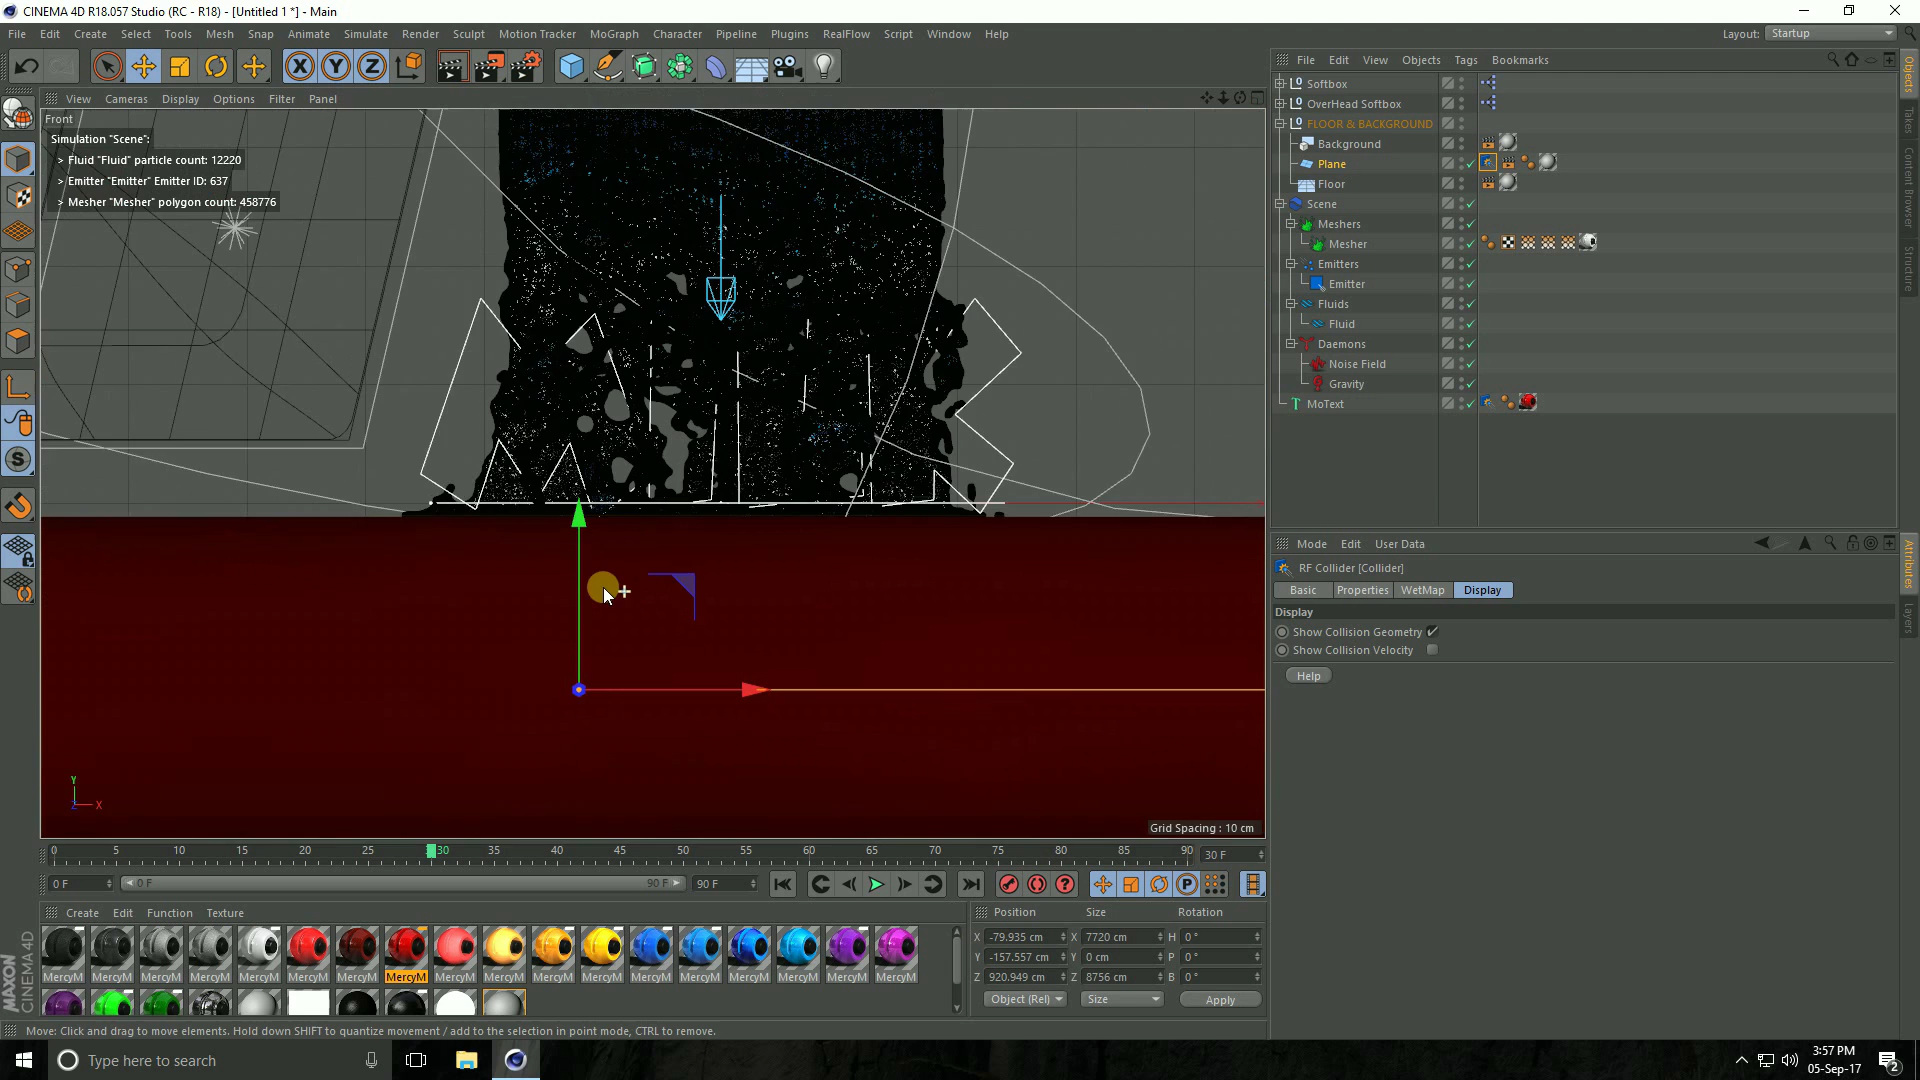 CINEMA 4D R18.057 Studio (RC - R18) - [Untitled 1 *] - Main
File Edit Create Select Tools Mesh Snap Animate Simulate Render Sculpt Motion Tracker MoGraph Character Pipeline Plugins RealFlow Script Window Help
Layout: Startup
View Cameras Display Options Filter Panel
Front
Simulation "Scene":
> Fluid "Fluid" particle count: 12220
> Emitter "Emitter" Emitter ID: 637
> Mesher "Mesher" polygon count: 458776
Y
Z X
Grid Spacing : 10 cm
File Edit View Objects Tags Bookmarks
Softbox
OverHead Softbox
FLOOR & BACKGROUND
Background
Plane
Floor
Scene
Meshers
Mesher
Emitters
Emitter
Fluids
Fluid
Daemons
Noise Field
Gravity
MoText
Objects
Takes
Content Browser
Structure
Attributes
Layers
Mode Edit User Data
RF Collider [Collider]
Basic Properties WetMap Display
Display
Show Collision Geometry
Show Collision Velocity
Help
0 5 10 15 20 25 30 35 40 45 50 55 60 65 70 75 80 85 90 30 F
0 F 0 F 90 F 90 F
Create Edit Function Texture
MercyM MercyM MercyM MercyM MercyM MercyM MercyM MercyM MercyM MercyM MercyM MercyM MercyM MercyM MercyM MercyM MercyM MercyM
MAXON CINEMA 4D
Position Size Rotation
X -79.935 cm X 7720 cm H 0 °
Y -157.557 cm Y 0 cm P 0 °
Z 920.949 cm Z 8756 cm B 0 °
Object (Rel) Size Apply
Move: Click and drag to move elements. Hold down SHIFT to quantize movement / add to the selection in point mode, CTRL to remove.
Type here to search
3:57 PM
05-Sep-17
2